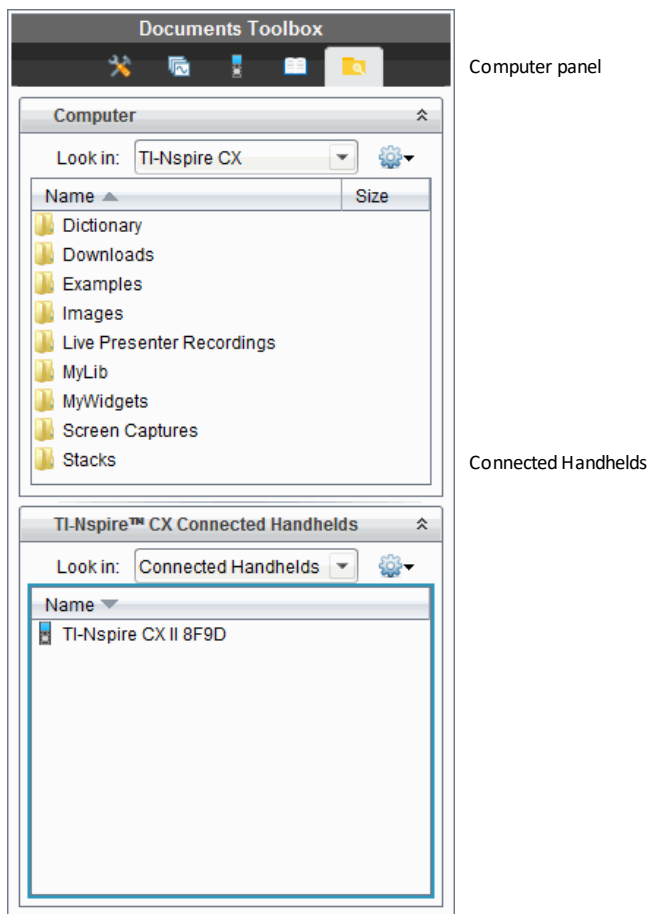 Documents Toolbox
Computer panel
Computer
Look in: TI-Nspire CX
Name Size
Dictionary
Downloads
Examples
Images
Live Presenter Recordings
MyLib
MyWidgets
Screen Captures
Stacks
Connected Handhelds
TI-Nspire™ CX Connected Handhelds
Look in: Connected Handhelds
Name
TI-Nspire CX II 8F9D